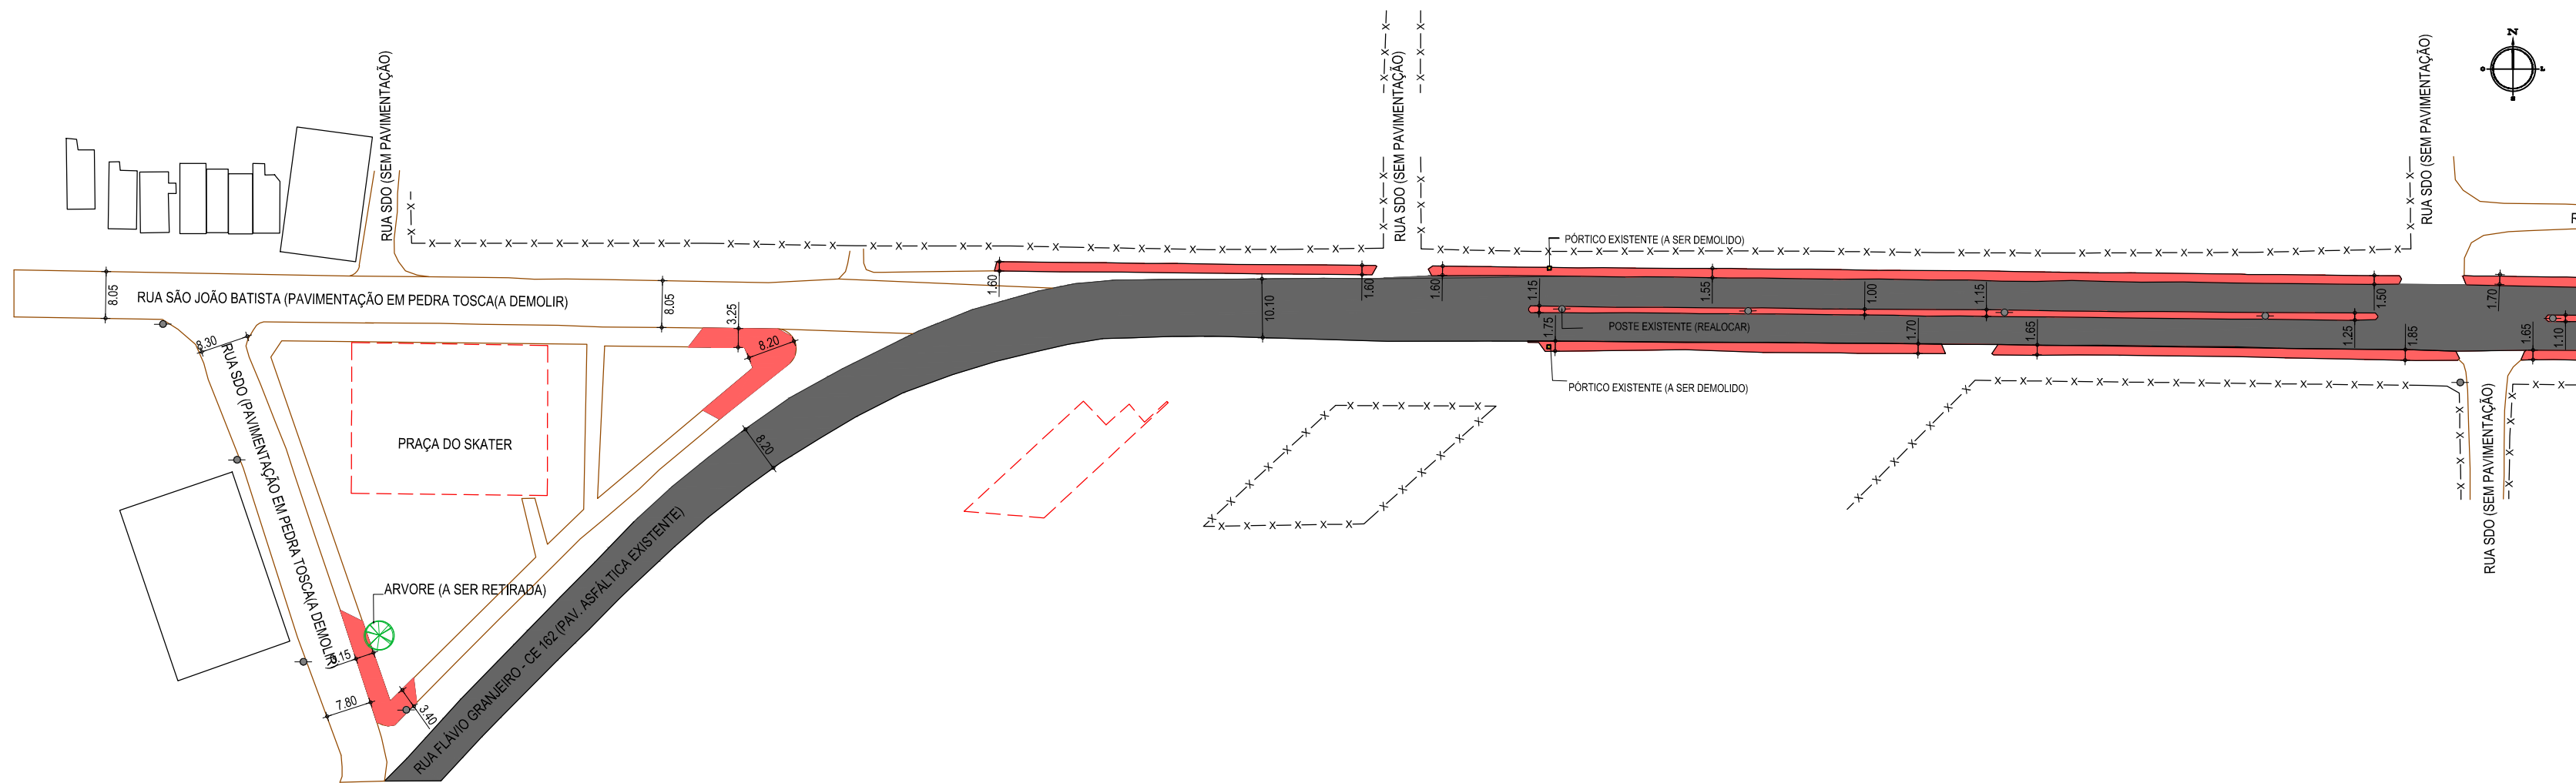 RUA SDO (SEM PAVIMENTAÇÃO)
RUA SDO (SEM PAVIMENTAÇÃO)
RUA SDO (SEM PAVIMENTAÇÃO)
N
PÓRTICO EXISTENTE (A SER DEMOLIDO)
8.05
RUA SÃO JOÃO BATISTA (PAVIMENTAÇÃO EM PEDRA TOSCA(A DEMOLIR)
8.05
3.25
8.20
8.30
1.60
10.10
1.60
1.60
1.15
1.75
1.55
1.00
1.15
1.70
1.65
1.50
1.25
1.85
1.70
1.65
1.10
POSTE EXISTENTE (REALOCAR)
PÓRTICO EXISTENTE (A SER DEMOLIDO)
RUA SDO (PAVIMENTAÇÃO EM PEDRA TOSCA(A DEMOLIR)
PRAÇA DO SKATER
8.20
RUA SDO (SEM PAVIMENTAÇÃO)
ARVORE (A SER RETIRADA)
RUA FLÁVIO GRANJEIRO - CE 162 (PAV. ASFÁLTICA EXISTENTE)
7.80
3.40